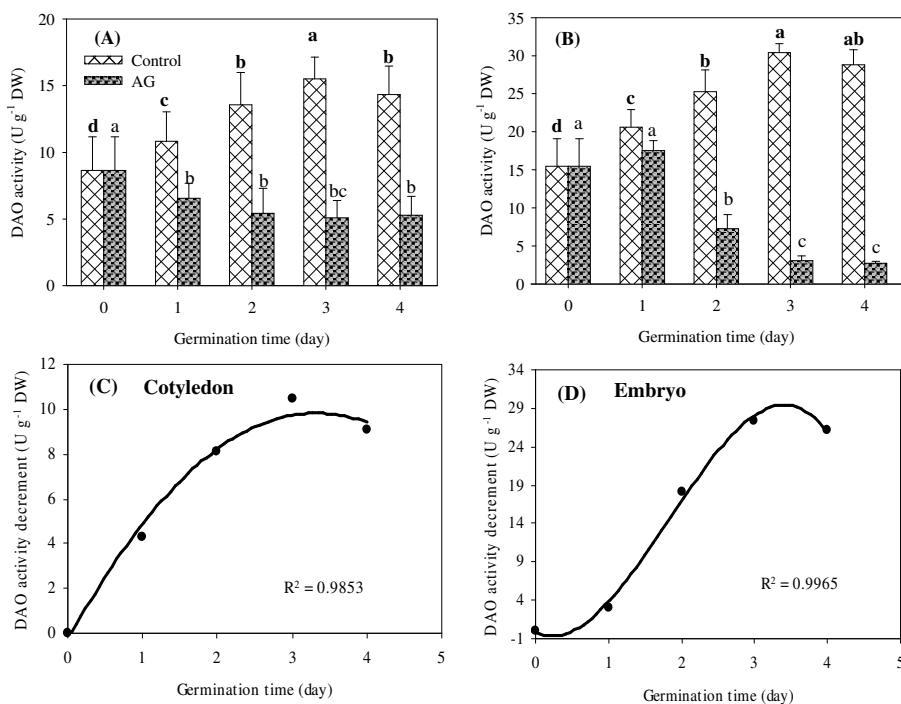 (A)
Control
AG
DAO activity (U g⁻¹ DW)
20
15
10
5
0
d a c b b b a bc b b
0 1 2 3 4
Germination time (day)
(B)
DAO activity (U g⁻¹ DW)
35
30
25
20
15
10
5
0
d a c a b b a c ab c
0 1 2 3 4
Germination time (day)
(C) Cotyledon
DAO activity decrement (U g⁻¹ DW)
12
10
8
6
4
2
0
R² = 0.9853
0 1 2 3 4 5
Germination time (day)
(D) Embryo
DAO activity decrement (U g⁻¹ DW)
34
29
24
19
14
9
4
-1
R² = 0.9965
0 1 2 3 4 5
Germination time (day)